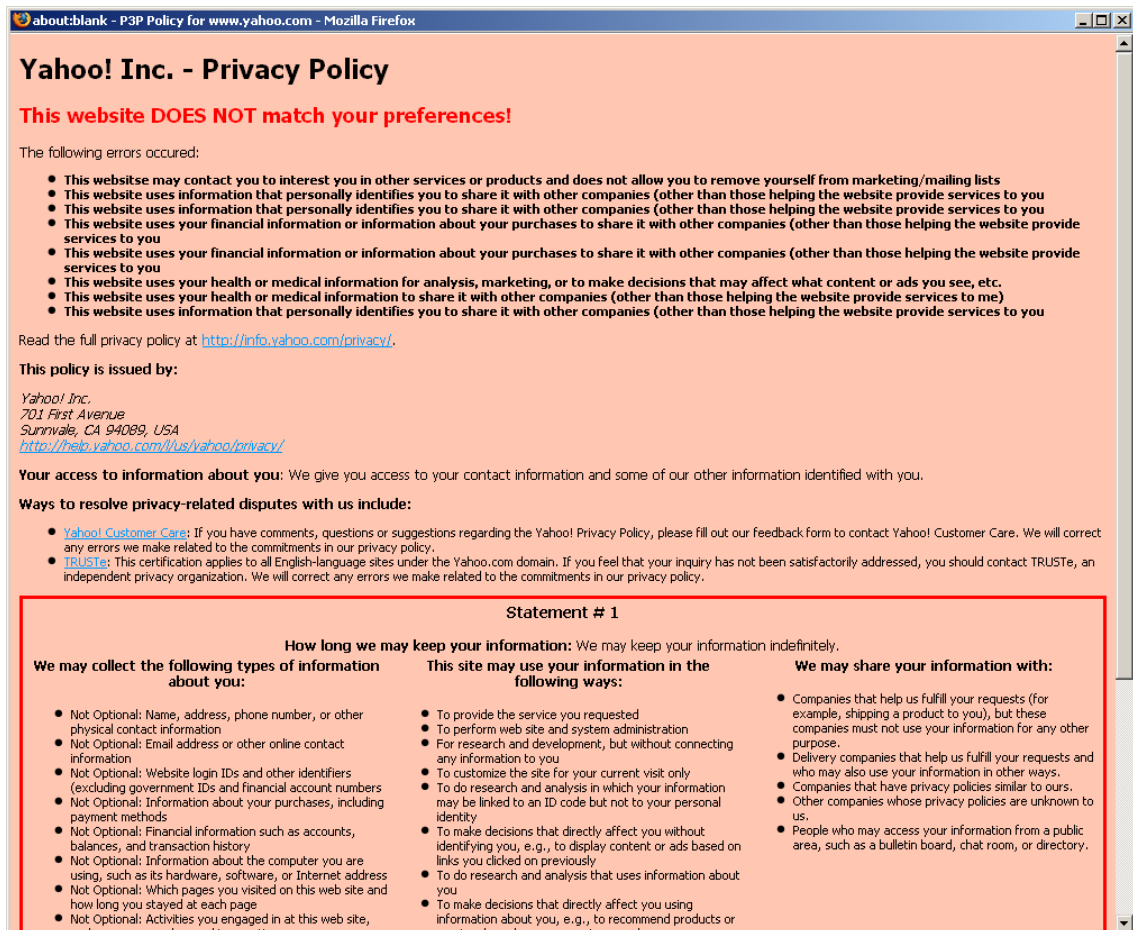 about:blank - P3P Policy for www.yahoo.com - Mozilla Firefox
Yahoo! Inc. - Privacy Policy
This website DOES NOT match your preferences!
The following errors occured:
This websitse may contact you to interest you in other services or products and does not allow you to remove yourself from marketing/mailing lists
This website uses information that personally identifies you to share it with other companies (other than those helping the website provide services to you
This website uses information that personally identifies you to share it with other companies (other than those helping the website provide services to you
This website uses your financial information or information about your purchases to share it with other companies (other than those helping the website provide
services to you
This website uses your financial information or information about your purchases to share it with other companies (other than those helping the website provide
services to you
This website uses your health or medical information for analysis, marketing, or to make decisions that may affect what content or ads you see, etc.
This website uses your health or medical information to share it with other companies (other than those helping the website provide services to me)
This website uses information that personally identifies you to share it with other companies (other than those helping the website provide services to you
Read the full privacy policy at http://info.yahoo.com/privacy/.
This policy is issued by:
Yahoo! Inc.
701 First Avenue
Sunnvale, CA 94089, USA
http://help.yahoo.com/l/us/yahoo/privacy/
Your access to information about you: We give you access to your contact information and some of our other information identified with you.
Ways to resolve privacy-related disputes with us include:
Yahoo! Customer Care: If you have comments, questions or suggestions regarding the Yahoo! Privacy Policy, please fill out our feedback form to contact Yahoo! Customer Care. We will correct
any errors we make related to the commitments in our privacy policy.
TRUSTe: This certification applies to all English-language sites under the Yahoo.com domain. If you feel that your inquiry has not been satisfactorily addressed, you should contact TRUSTe, an
independent privacy organization. We will correct any errors we make related to the commitments in our privacy policy.
Statement # 1
How long we may keep your information: We may keep your information indefinitely.
We may collect the following types of information
about you:
Not Optional: Name, address, phone number, or other
physical contact information
Not Optional: Email address or other online contact
information
Not Optional: Website login IDs and other identifiers
(excluding government IDs and financial account numbers
Not Optional: Information about your purchases, including
payment methods
Not Optional: Financial information such as accounts,
balances, and transaction history
Not Optional: Information about the computer you are
using, such as its hardware, software, or Internet address
Not Optional: Which pages you visited on this web site and
how long you stayed at each page
Not Optional: Activities you engaged in at this web site,
This site may use your information in the
following ways:
To provide the service you requested
To perform web site and system administration
For research and development, but without connecting
any information to you
To customize the site for your current visit only
To do research and analysis in which your information
may be linked to an ID code but not to your personal
identity
To make decisions that directly affect you without
identifying you, e.g., to display content or ads based on
links you clicked on previously
To do research and analysis that uses information about
you
To make decisions that directly affect you using
information about you, e.g., to recommend products or
We may share your information with:
Companies that help us fulfill your requests (for
example, shipping a product to you), but these
companies must not use your information for any other
purpose.
Delivery companies that help us fulfill your requests and
who may also use your information in other ways.
Companies that have privacy policies similar to ours.
Other companies whose privacy policies are unknown to
us.
People who may access your information from a public
area, such as a bulletin board, chat room, or directory.